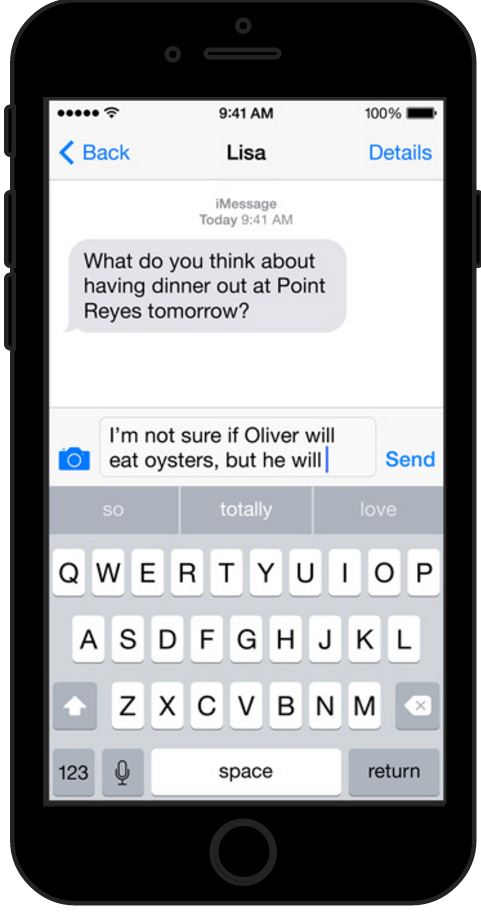 9:41 AM 100%
Back Lisa Details
iMessage
Today 9:41 AM
What do you think about
having dinner out at Point
Reyes tomorrow?
I'm not sure if Oliver will
eat oysters, but he will
Send
so totally love
Q W E R T Y U I O P
A S D F G H J K L
Z X C V B N M
123 space return